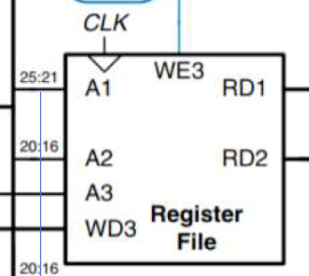 CLK
WE3
25:21
A1
RD1
20:16
A2
RD2
A3
WD3
Register
File
20:16